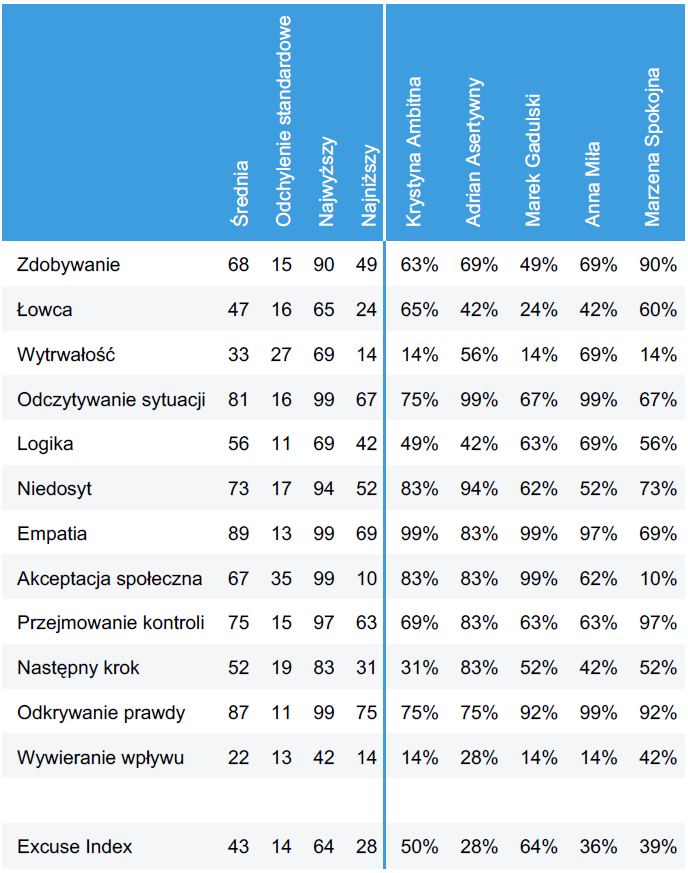 Średnia Odchylenie standardowe Najwyższy Najniższy Krystyna Ambitna Adrian Asertywny Marek Gadulski Anna Miła Marzena Spokojna
Zdobywanie 68 15 90 49 63% 69% 49% 69% 90%
Łowca 47 16 65 24 65% 42% 24% 42% 60%
Wytrwałość 33 27 69 14 14% 56% 14% 69% 14%
Odczytywanie sytuacji 81 16 99 67 75% 99% 67% 99% 67%
Logika 56 11 69 42 49% 42% 63% 69% 56%
Niedosyt 73 17 94 52 83% 94% 62% 52% 73%
Empatia 89 13 99 69 99% 83% 99% 97% 69%
Akceptacja społeczna 67 35 99 10 83% 83% 99% 62% 10%
Przejmowanie kontroli 75 15 97 63 69% 83% 63% 63% 97%
Następny krok 52 19 83 31 31% 83% 52% 42% 52%
Odkrywanie prawdy 87 11 99 75 75% 75% 92% 99% 92%
Wywieranie wpływu 22 13 42 14 14% 28% 14% 14% 42%
Excuse Index 43 14 64 28 50% 28% 64% 36% 39%